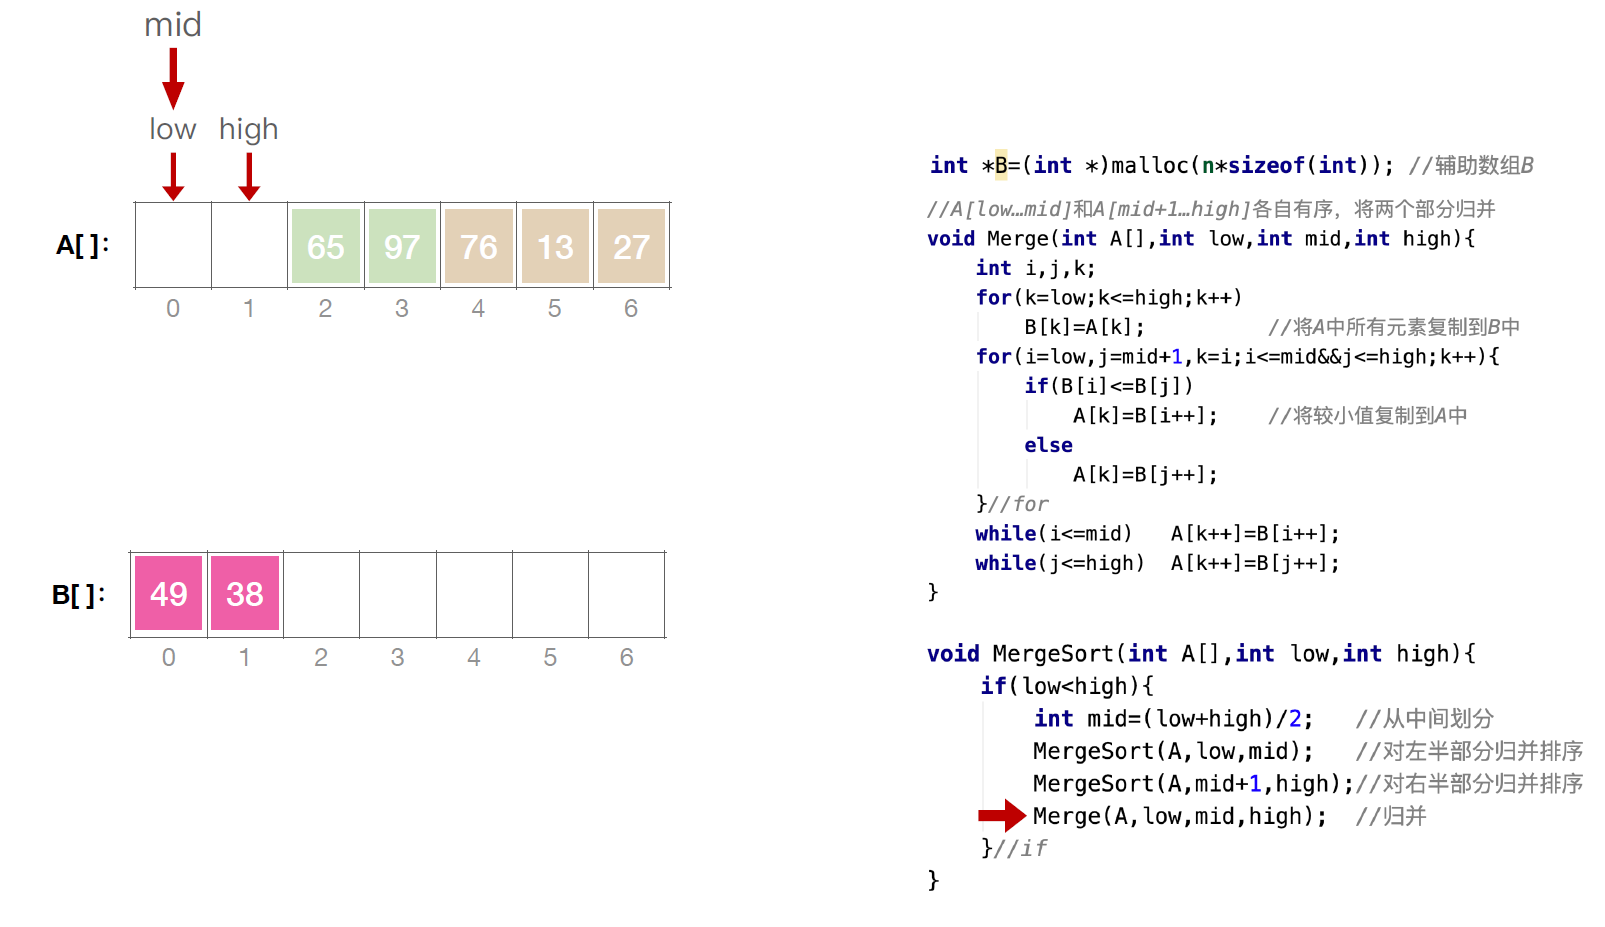 mid
low high
A[ ]: 65 97 76 13 27
0 1 2 3 4 5 6
B[ ]: 49 38
0 1 2 3 4 5 6
int *B=(int *)malloc(n*sizeof(int)); //辅助数组B
//A[low…mid]和A[mid+1…high]各自有序，将两个部分归并
void Merge(int A[],int low,int mid,int high){
int i,j,k;
for(k=low;k<=high;k++)
B[k]=A[k]; //将A中所有元素复制到B中
for(i=low,j=mid+1,k=i;i<=mid&&j<=high;k++){
if(B[i]<=B[j])
A[k]=B[i++]; //将较小值复制到A中
else
A[k]=B[j++];
}//for
while(i<=mid) A[k++]=B[i++];
while(j<=high) A[k++]=B[j++];
}
void MergeSort(int A[],int low,int high){
if(low<high){
int mid=(low+high)/2; //从中间划分
MergeSort(A,low,mid); //对左半部分归并排序
MergeSort(A,mid+1,high);//对右半部分归并排序
Merge(A,low,mid,high); //归并
}//if
}